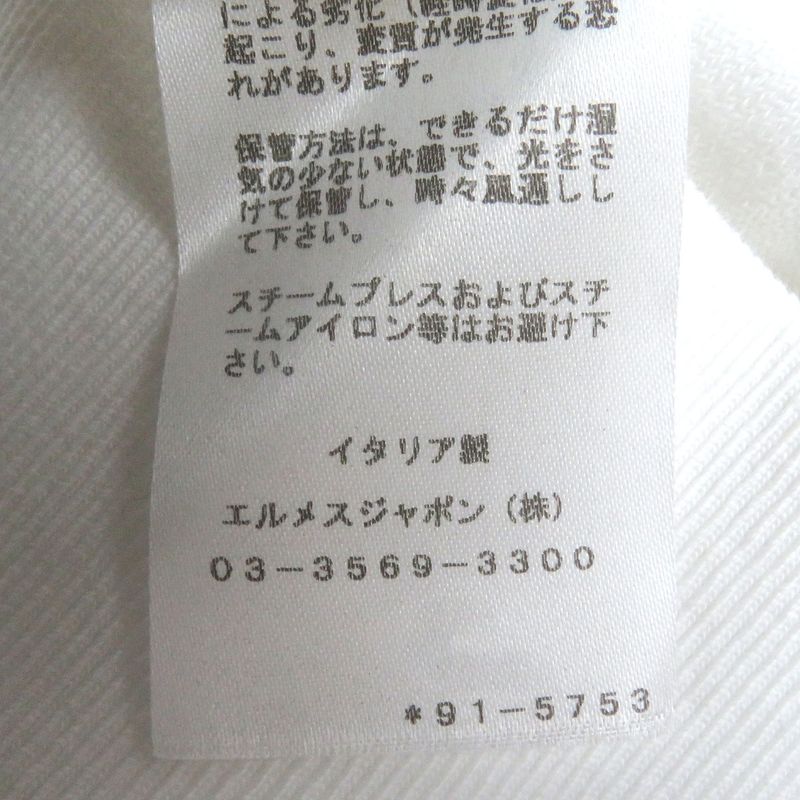 による劣化(経時変化)が
起こり、変質が発生する恐
れがあります。
保管方法は、できるだけ湿
気の少ない状態で、光をさ
けて保管し、時々風通しし
て下さい。
スチームプレスおよびスチ
ームアイロン等はお避け下
さい。
イタリア製
エルメスジャポン(株)
03-3569-3300
*91-5753